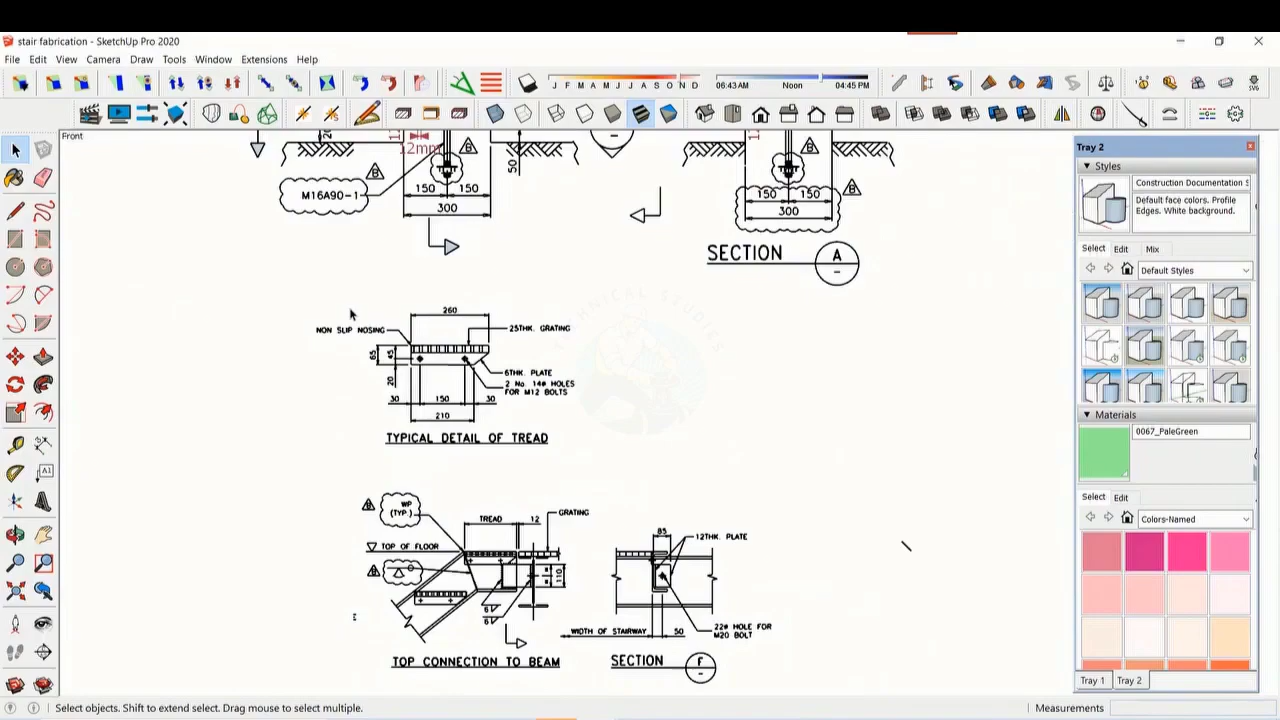 stair fabrication - SketchUp Pro 2020
File Edit View Camera Draw Tools Window Extensions Help
J F M A M J J A S O N D
06:43 AM Noon 04:45 PM
Front
12mm
50
B
B
B
B
M16A90-1
150 150
300
150 150
300
SECTION A
-
260
NON SLIP NOSING
25THK. GRATING
65
45
20
6THK. PLATE
2 No. 14ø HOLES
FOR M12 BOLTS
30 150 30
210
TYPICAL DETAIL OF TREAD
TECHNICAL STUDIES
B
WP
(TYP.)
TREAD 12
GRATING
TOP OF FLOOR
B
110
6
6
TOP CONNECTION TO BEAM
85
12THK. PLATE
WIDTH OF STAIRWAY
50
22ø HOLE FOR
M20 BOLT
SECTION F
-
Tray 2
Styles
Construction Documentation S
Default face colors. Profile
Edges. White background.
Select Edit Mix
Default Styles
Materials
0067_PaleGreen
Select Edit
Colors-Named
Tray 1 Tray 2
Select objects. Shift to extend select. Drag mouse to select multiple.
Measurements